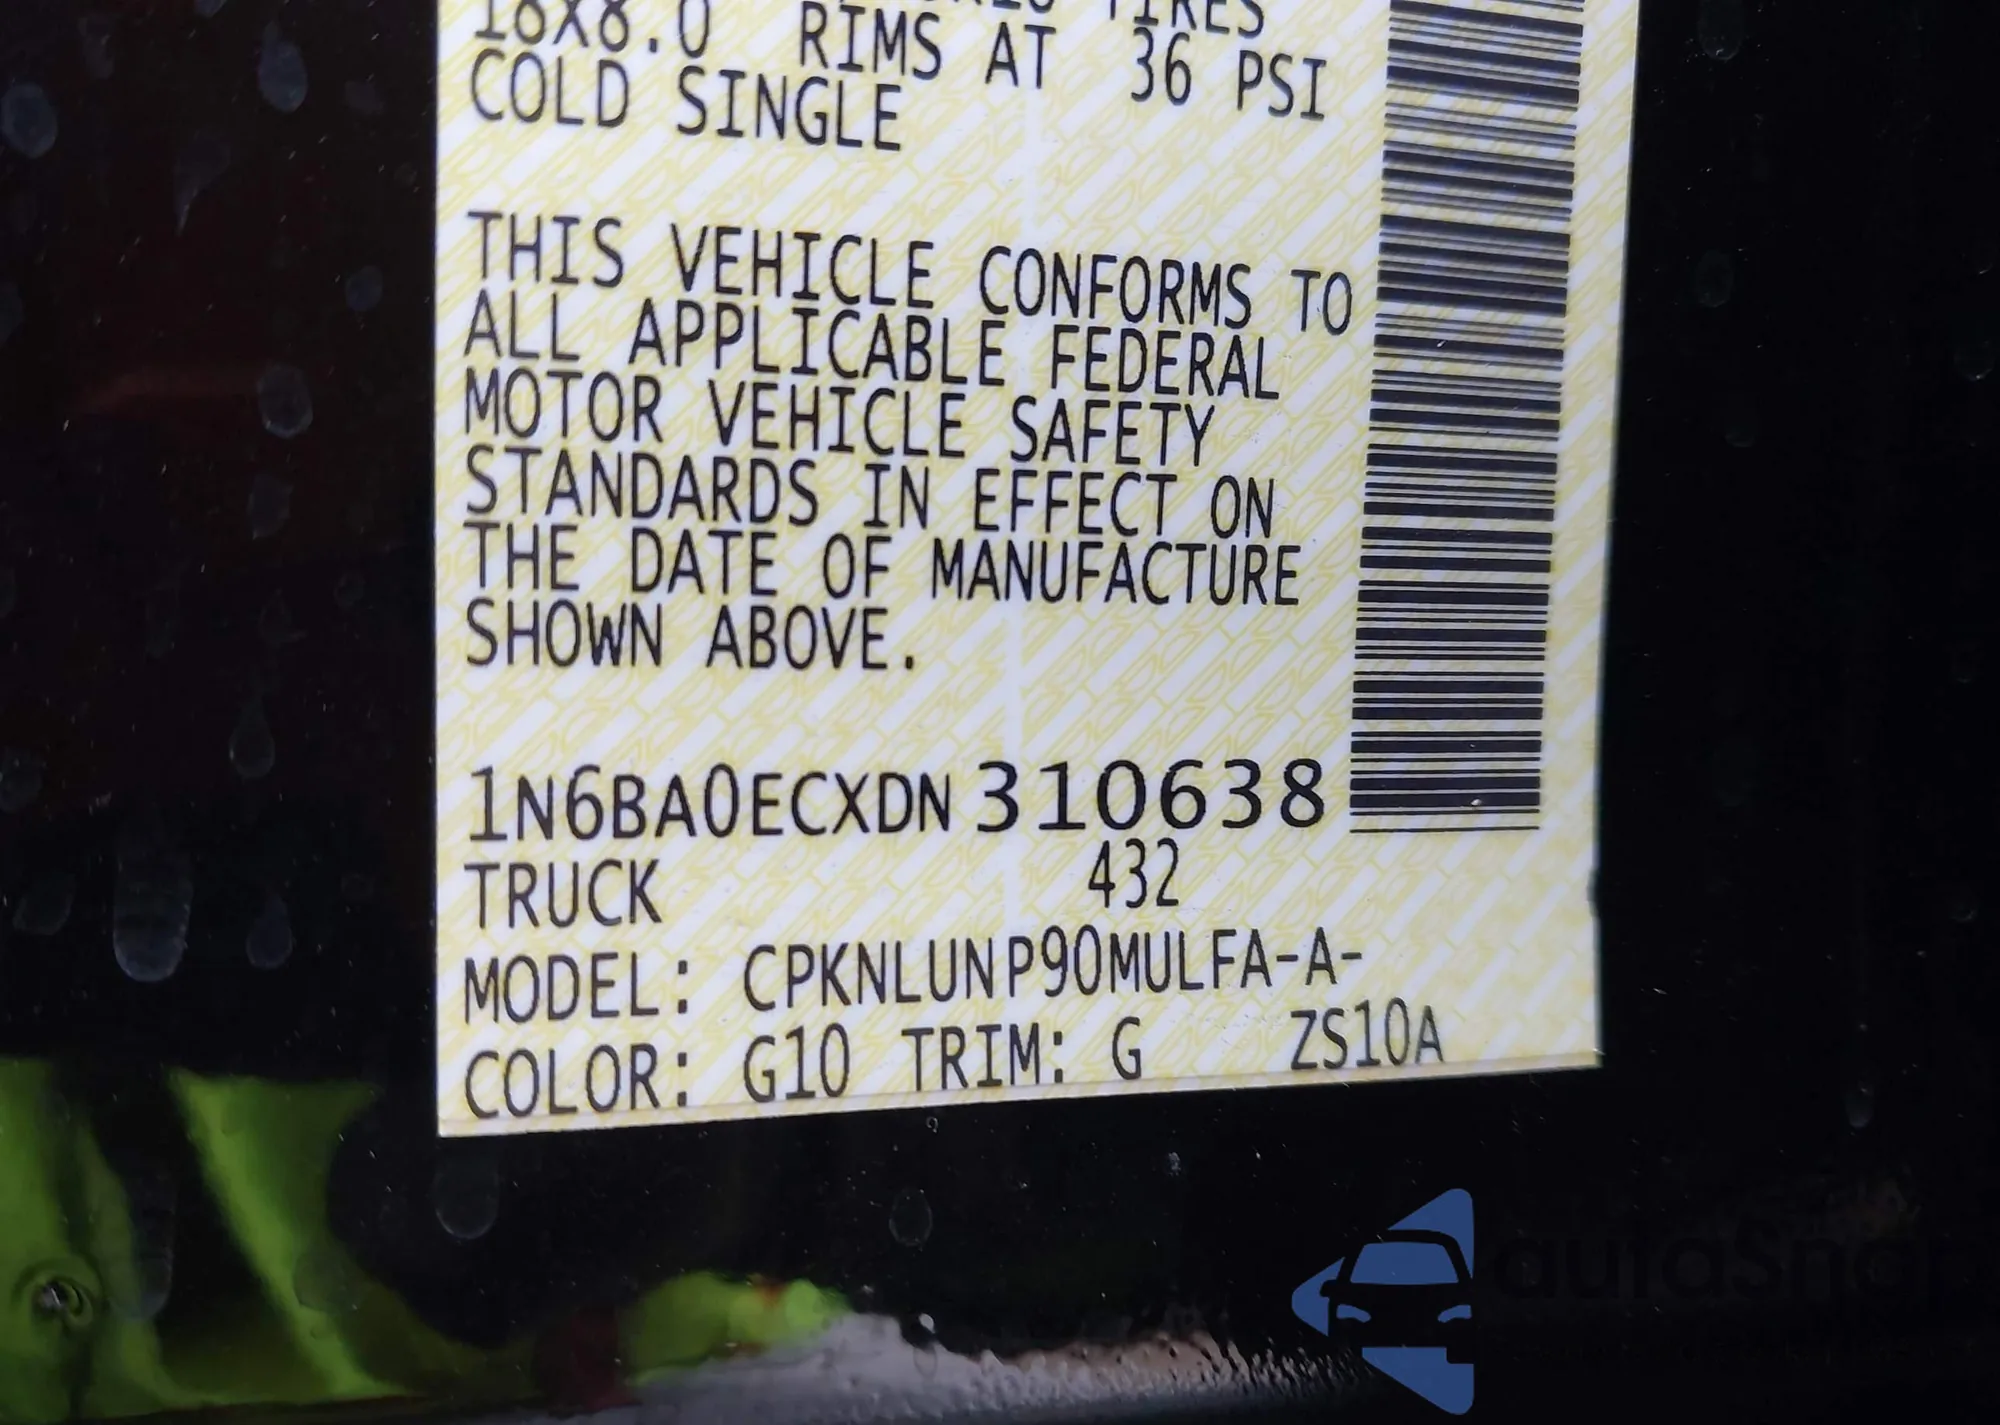 18X8.0 RIMS AT 36 PSI
COLD SINGLE
THIS VEHICLE CONFORMS TO
ALL APPLICABLE FEDERAL
MOTOR VEHICLE SAFETY
STANDARDS IN EFFECT ON
THE DATE OF MANUFACTURE
SHOWN ABOVE.
1N6BA0ECXDN310638
TRUCK 432
MODEL: CPKNLUNP90MULFA-A-
COLOR: G10 TRIM: G ZS10A